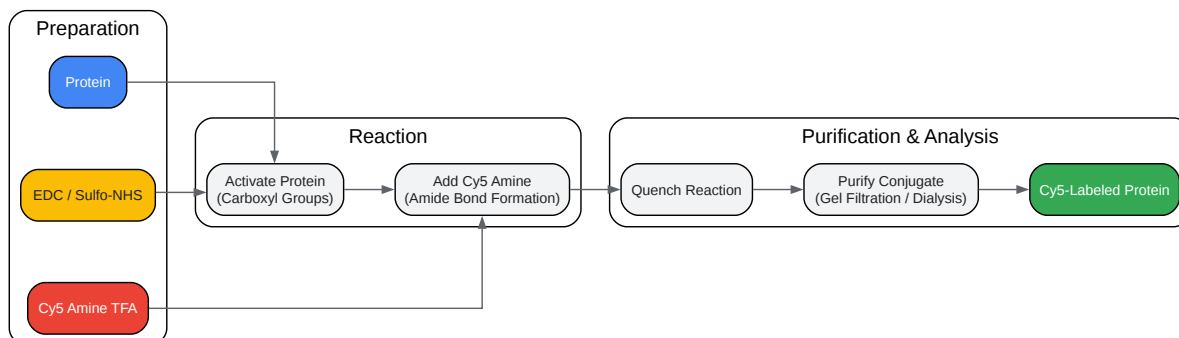 Preparation
Protein
EDC / Sulfo-NHS
Cy5 Amine TFA
Reaction
Activate Protein
(Carboxyl Groups)
Add Cy5 Amine
(Amide Bond Formation)
Purification & Analysis
Quench Reaction
Purify Conjugate
(Gel Filtration / Dialysis)
Cy5-Labeled Protein